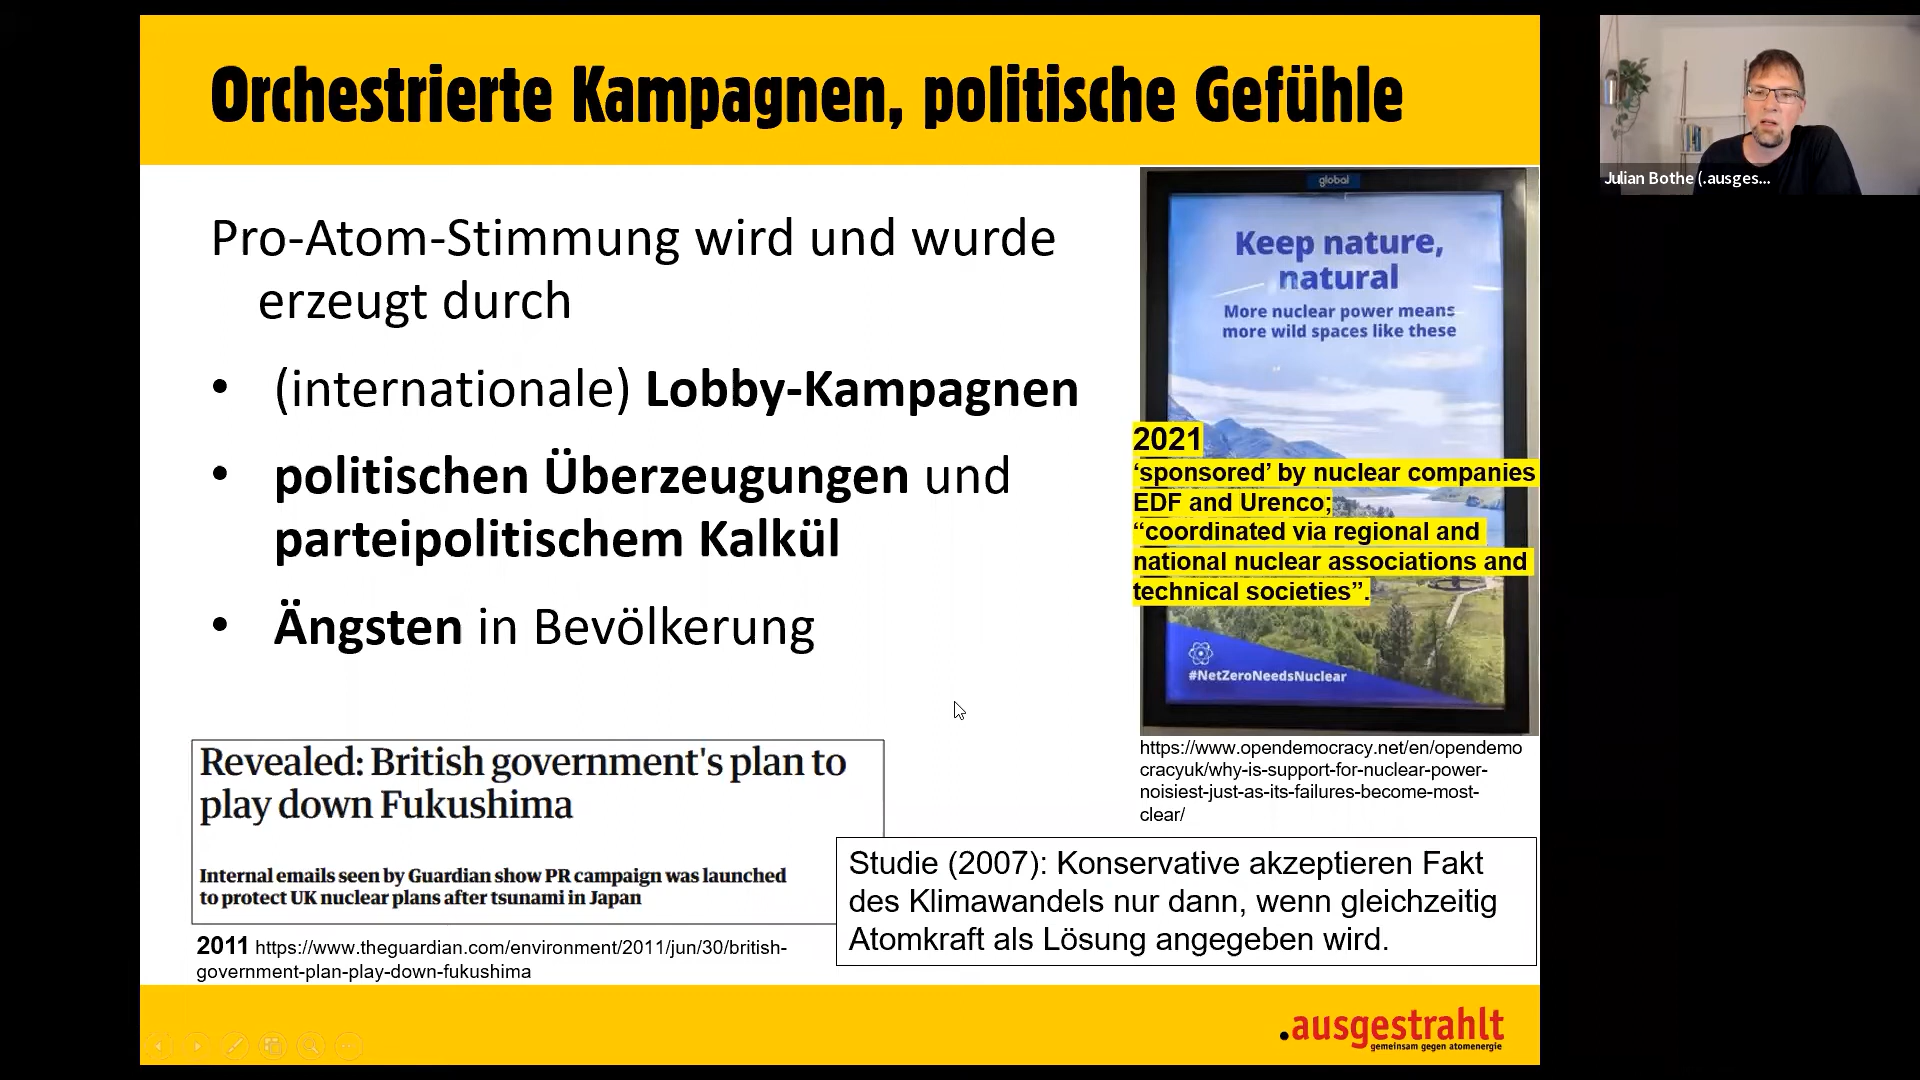 Orchestrierte Kampagnen, politische Gefühle
Julian Bothe (.ausges...
Pro-Atom-Stimmung wird und wurde
erzeugt durch
• (internationale) Lobby-Kampagnen
• politischen Überzeugungen und
parteipolitischem Kalkül
• Ängsten in Bevölkerung
global
Keep nature,
natural
More nuclear power means
more wild spaces like these
2021
‘sponsored’ by nuclear companies
EDF and Urenco;
“coordinated via regional and
national nuclear associations and
technical societies”.
#NetZeroNeedsNuclear
https://www.opendemocracy.net/en/opendemo
cracyuk/why-is-support-for-nuclear-power-
noisiest-just-as-its-failures-become-most-
clear/
Revealed: British government's plan to
play down Fukushima
Internal emails seen by Guardian show PR campaign was launched
to protect UK nuclear plans after tsunami in Japan
2011 https://www.theguardian.com/environment/2011/jun/30/british-
government-plan-play-down-fukushima
Studie (2007): Konservative akzeptieren Fakt
des Klimawandels nur dann, wenn gleichzeitig
Atomkraft als Lösung angegeben wird.
.ausgestrahlt
gemeinsam gegen atomenergie